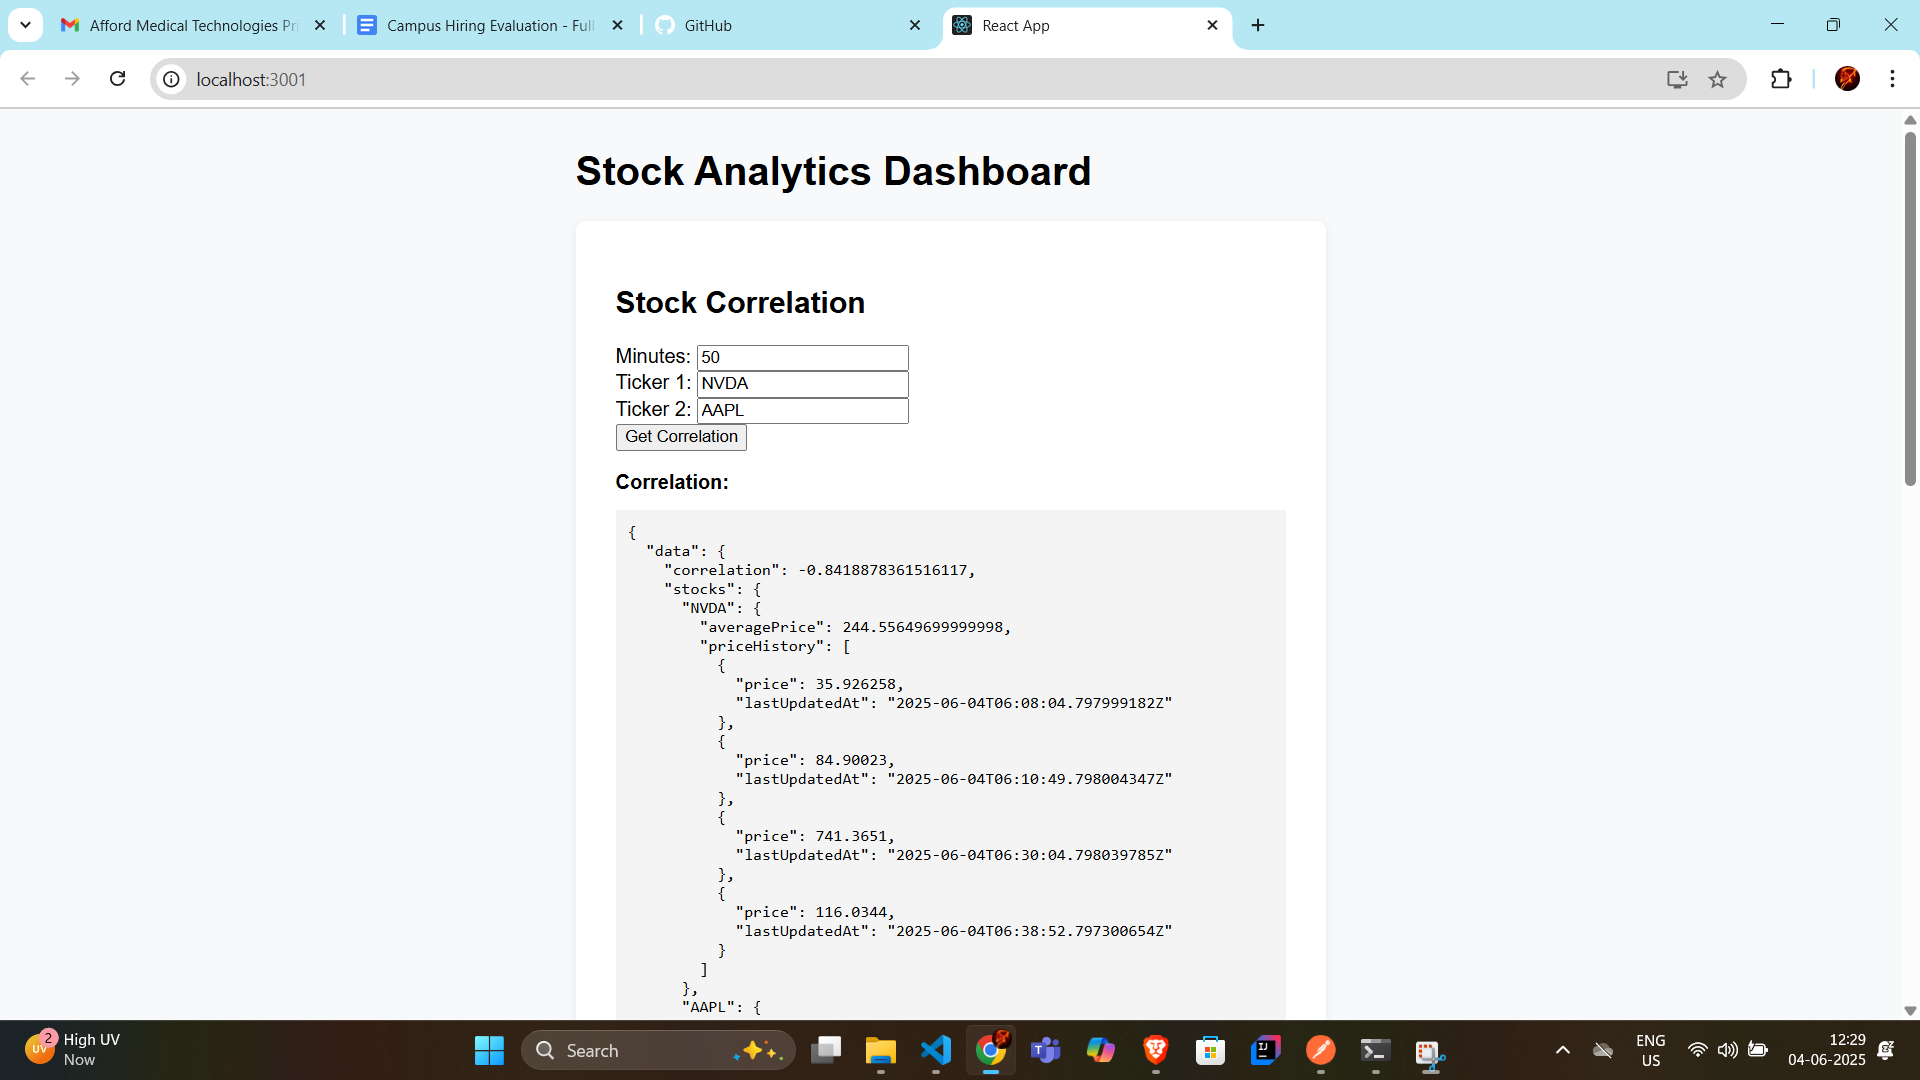 Afford Medical Technologies Pr
Campus Hiring Evaluation - Full
GitHub
React App
localhost:3001
Stock Analytics Dashboard
Stock Correlation
Minutes: 50
Ticker 1: NVDA
Ticker 2: AAPL
Get Correlation
Correlation:
{
"data": {
"correlation": -0.8418878361516117,
"stocks": {
"NVDA": {
"averagePrice": 244.55649699999998,
"priceHistory": [
{
"price": 35.926258,
"lastUpdatedAt": "2025-06-04T06:08:04.797999182Z"
},
{
"price": 84.90023,
"lastUpdatedAt": "2025-06-04T06:10:49.798004347Z"
},
{
"price": 741.3651,
"lastUpdatedAt": "2025-06-04T06:30:04.798039785Z"
},
{
"price": 116.0344,
"lastUpdatedAt": "2025-06-04T06:38:52.797300654Z"
}
]
},
"AAPL": {
UV 2 High UV
Now
Search
ENG
US
12:29
04-06-2025